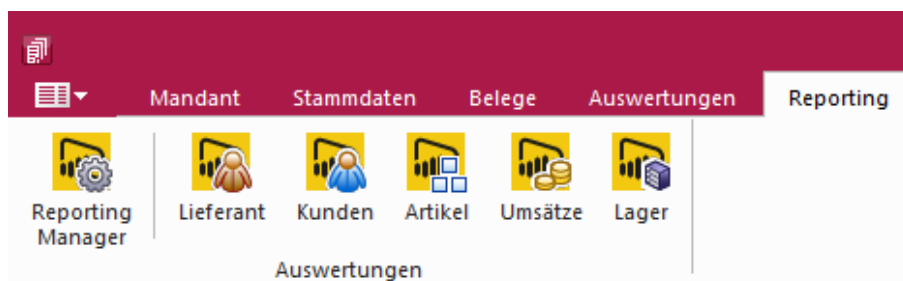 Mandant Stammdaten Belege Auswertungen Reporting
Reporting Manager Lieferant Kunden Artikel Umsätze Lager
Auswertungen